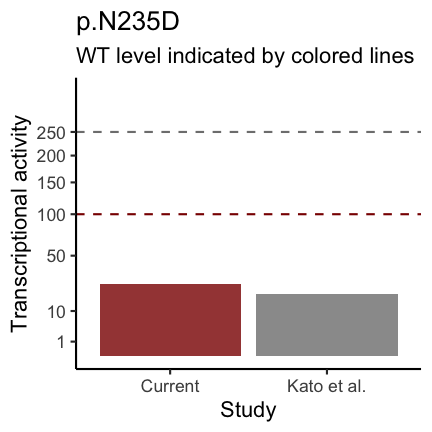 p.N235D
WT level indicated by colored lines
Transcriptional activity
250
200
150
100
50
10
1
Current
Kato et al.
Study